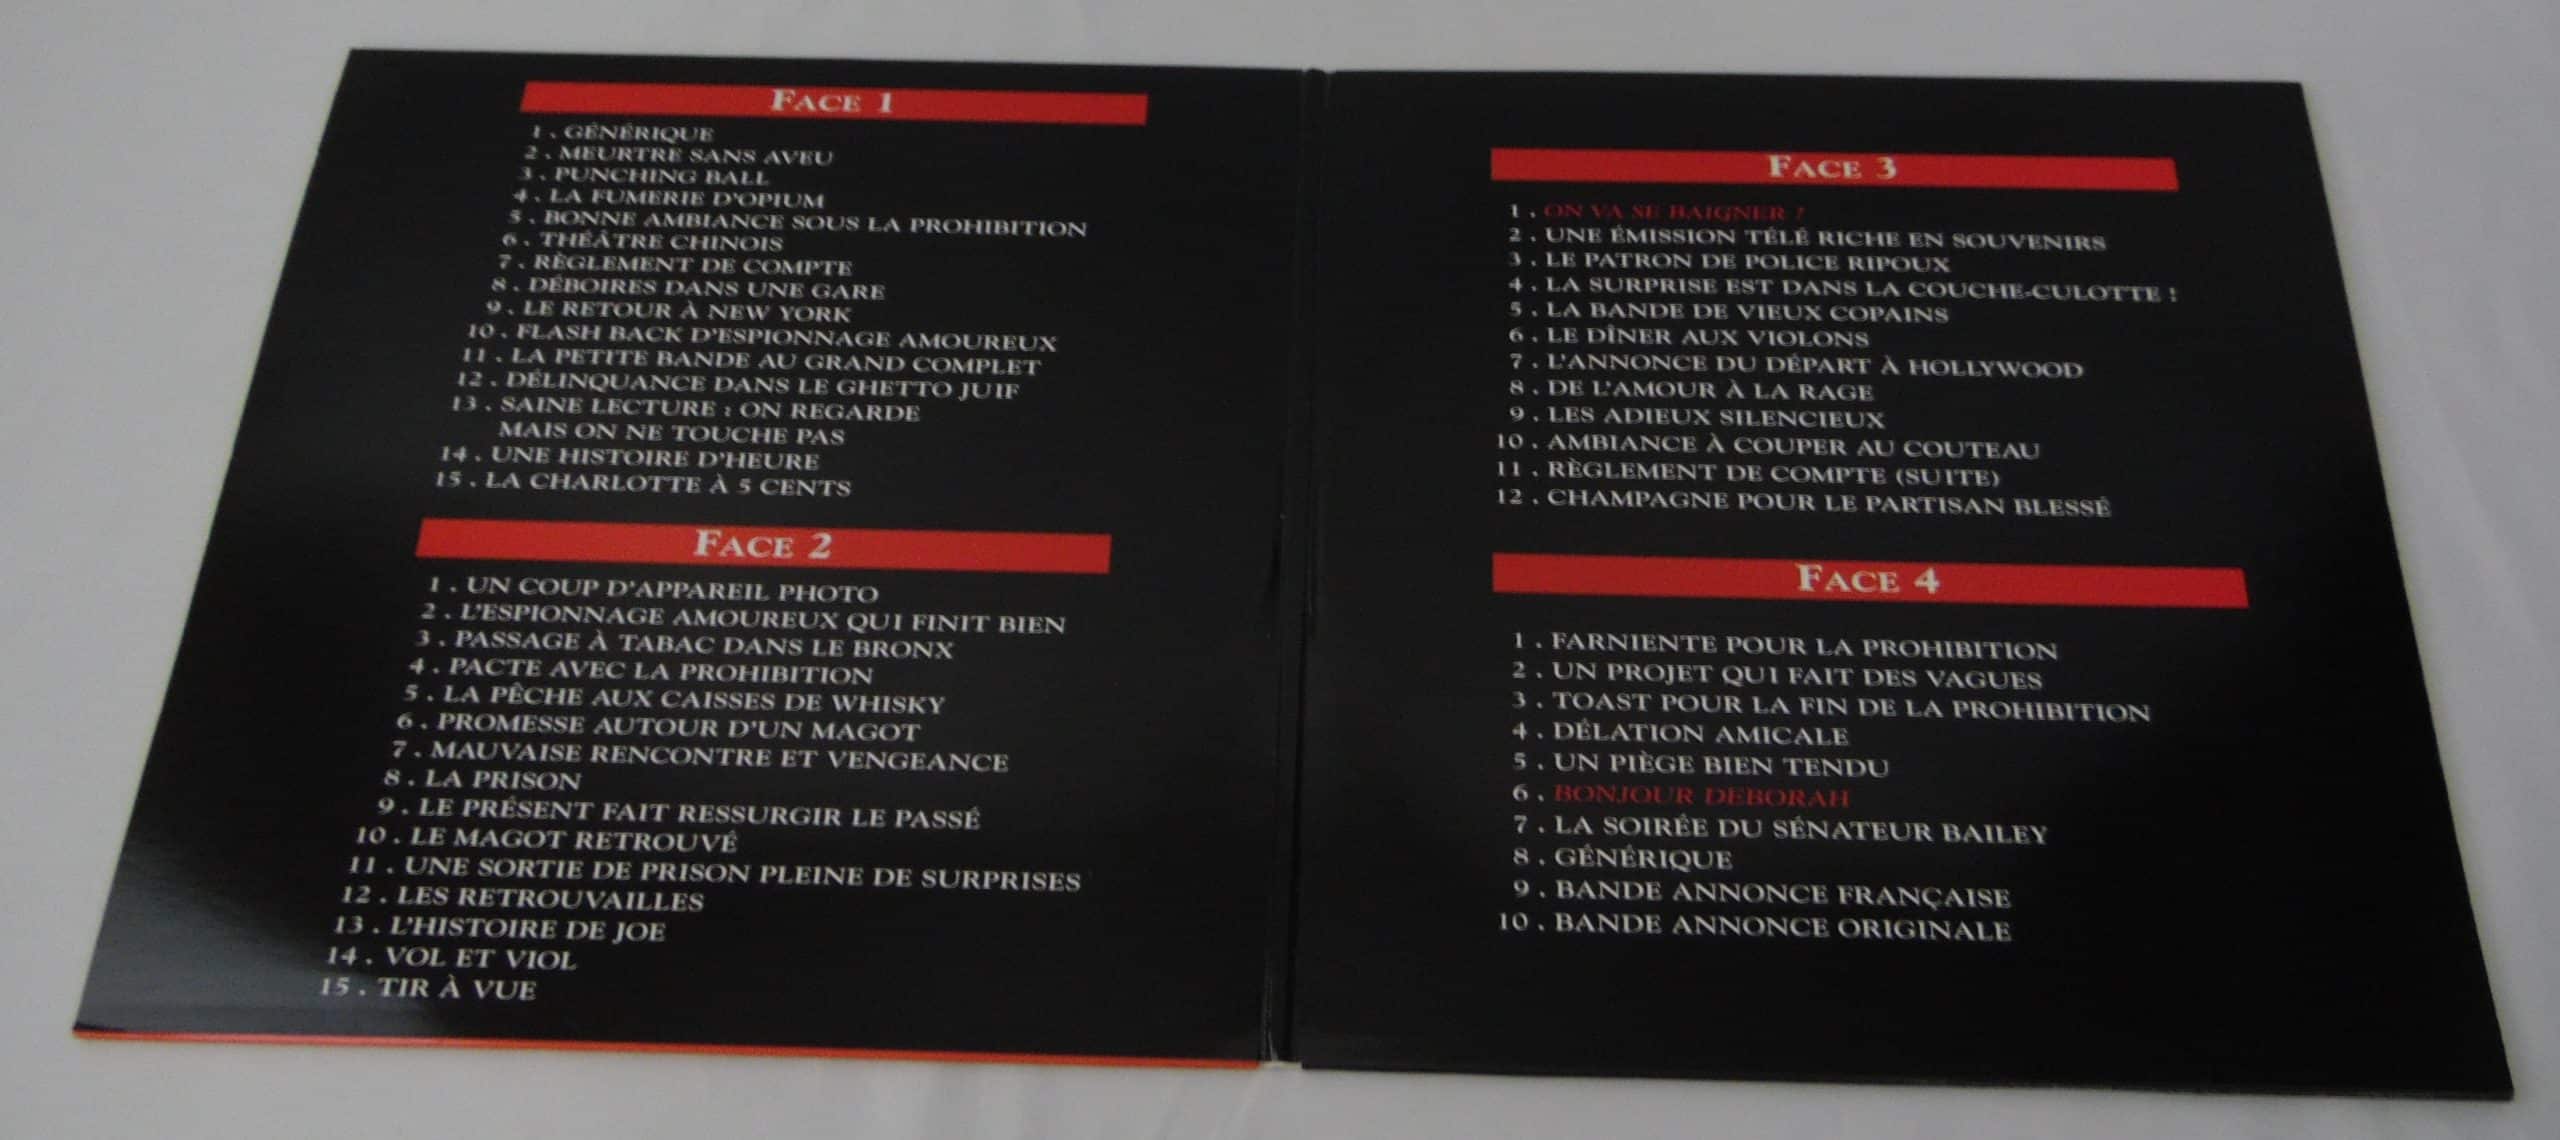 FACE 1
1. GÉNÉRIQUE
2. MEURTRE SANS AVEU
3. PUNCHING BALL
4. LA FUMERIE D'OPIUM
5. BONNE AMBIANCE SOUS LA PROHIBITION
6. THÉÂTRE CHINOIS
7. RÈGLEMENT DE COMPTE
8. DÉBOIRES DANS UNE GARE
9. LE RETOUR À NEW YORK
10. FLASH BACK D'ESPIONNAGE AMOUREUX
11. LA PETITE BANDE AU GRAND COMPLET
12. DÉLINQUANCE DANS LE GHETTO JUIF
13. SAINE LECTURE : ON REGARDE
MAIS ON NE TOUCHE PAS
14. UNE HISTOIRE D'HEURE
15. LA CHARLOTTE À 5 CENTS
FACE 2
1. UN COUP D'APPAREIL PHOTO
2. L'ESPIONNAGE AMOUREUX QUI FINIT BIEN
3. PASSAGE À TABAC DANS LE BRONX
4. PACTE AVEC LA PROHIBITION
5. LA PÊCHE AUX CAISSES DE WHISKY
6. PROMESSE AUTOUR D'UN MAGOT
7. MAUVAISE RENCONTRE ET VENGEANCE
8. LA PRISON
9. LE PRÉSENT FAIT RESSURGIR LE PASSÉ
10. LE MAGOT RETROUVÉ
11. UNE SORTIE DE PRISON PLEINE DE SURPRISES
12. LES RETROUVAILLES
13. L'HISTOIRE DE JOE
14. VOL ET VIOL
15. TIR À VUE
FACE 3
1. ON VA SE BAIGNER ?
2. UNE ÉMISSION TÉLÉ RICHE EN SOUVENIRS
3. LE PATRON DE POLICE RIPOUX
4. LA SURPRISE EST DANS LA COUCHE-CULOTTE !
5. LA BANDE DE VIEUX COPAINS
6. LE DÎNER AUX VIOLONS
7. L'ANNONCE DU DÉPART À HOLLYWOOD
8. DE L'AMOUR À LA RAGE
9. LES ADIEUX SILENCIEUX
10. AMBIANCE À COUPER AU COUTEAU
11. RÈGLEMENT DE COMPTE (SUITE)
12. CHAMPAGNE POUR LE PARTISAN BLESSÉ
FACE 4
1. FARNIENTE POUR LA PROHIBITION
2. UN PROJET QUI FAIT DES VAGUES
3. TOAST POUR LA FIN DE LA PROHIBITION
4. DÉLATION AMICALE
5. UN PIÈGE BIEN TENDU
6. BONJOUR DEBORAH
7. LA SOIRÉE DU SÉNATEUR BAILEY
8. GÉNÉRIQUE
9. BANDE ANNONCE FRANÇAISE
10. BANDE ANNONCE ORIGINALE